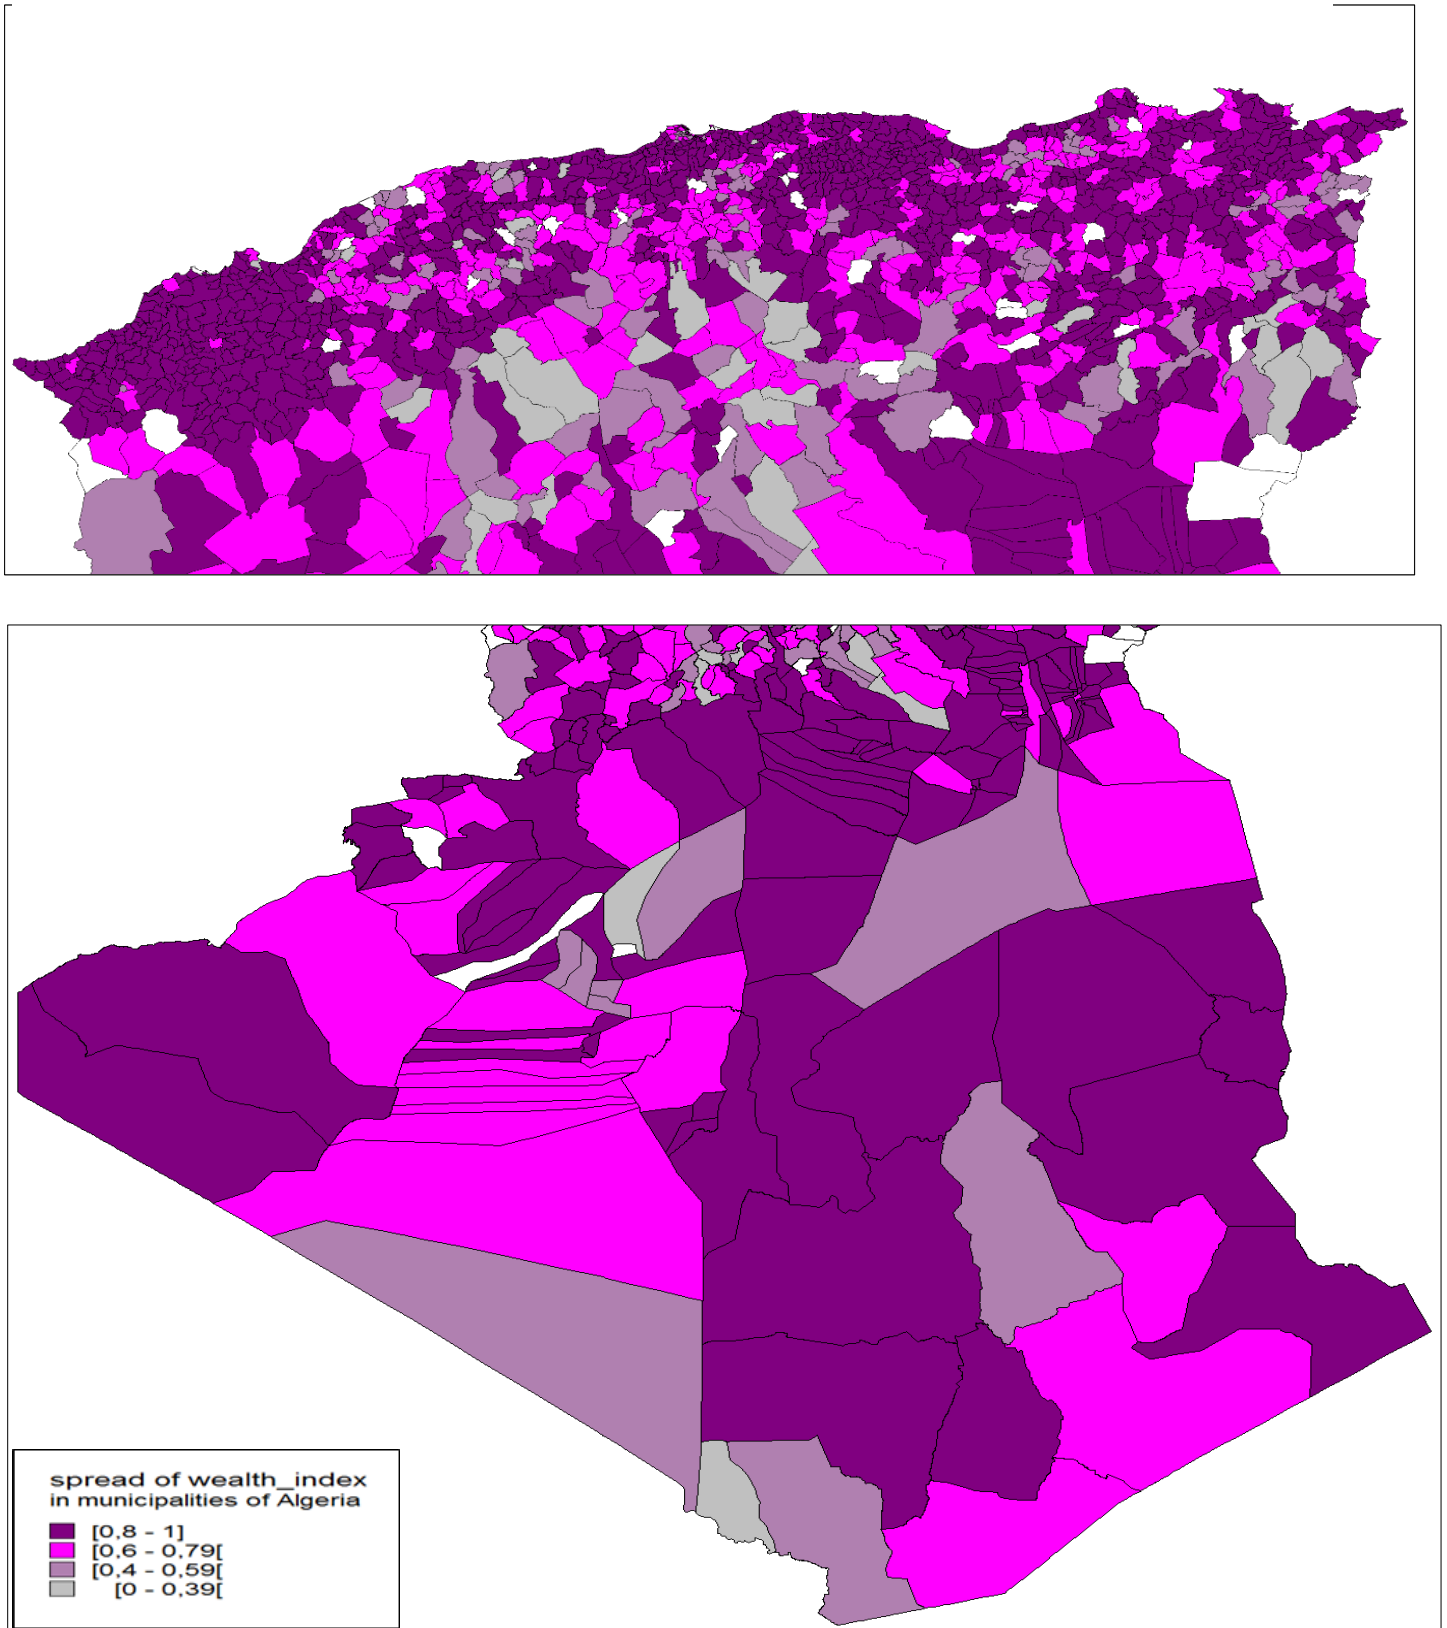 spread of wealth_index
in municipalities of Algeria
[0,8 - 1]
[0,6 - 0,79[
[0,4 - 0,59[
[0 - 0,39[